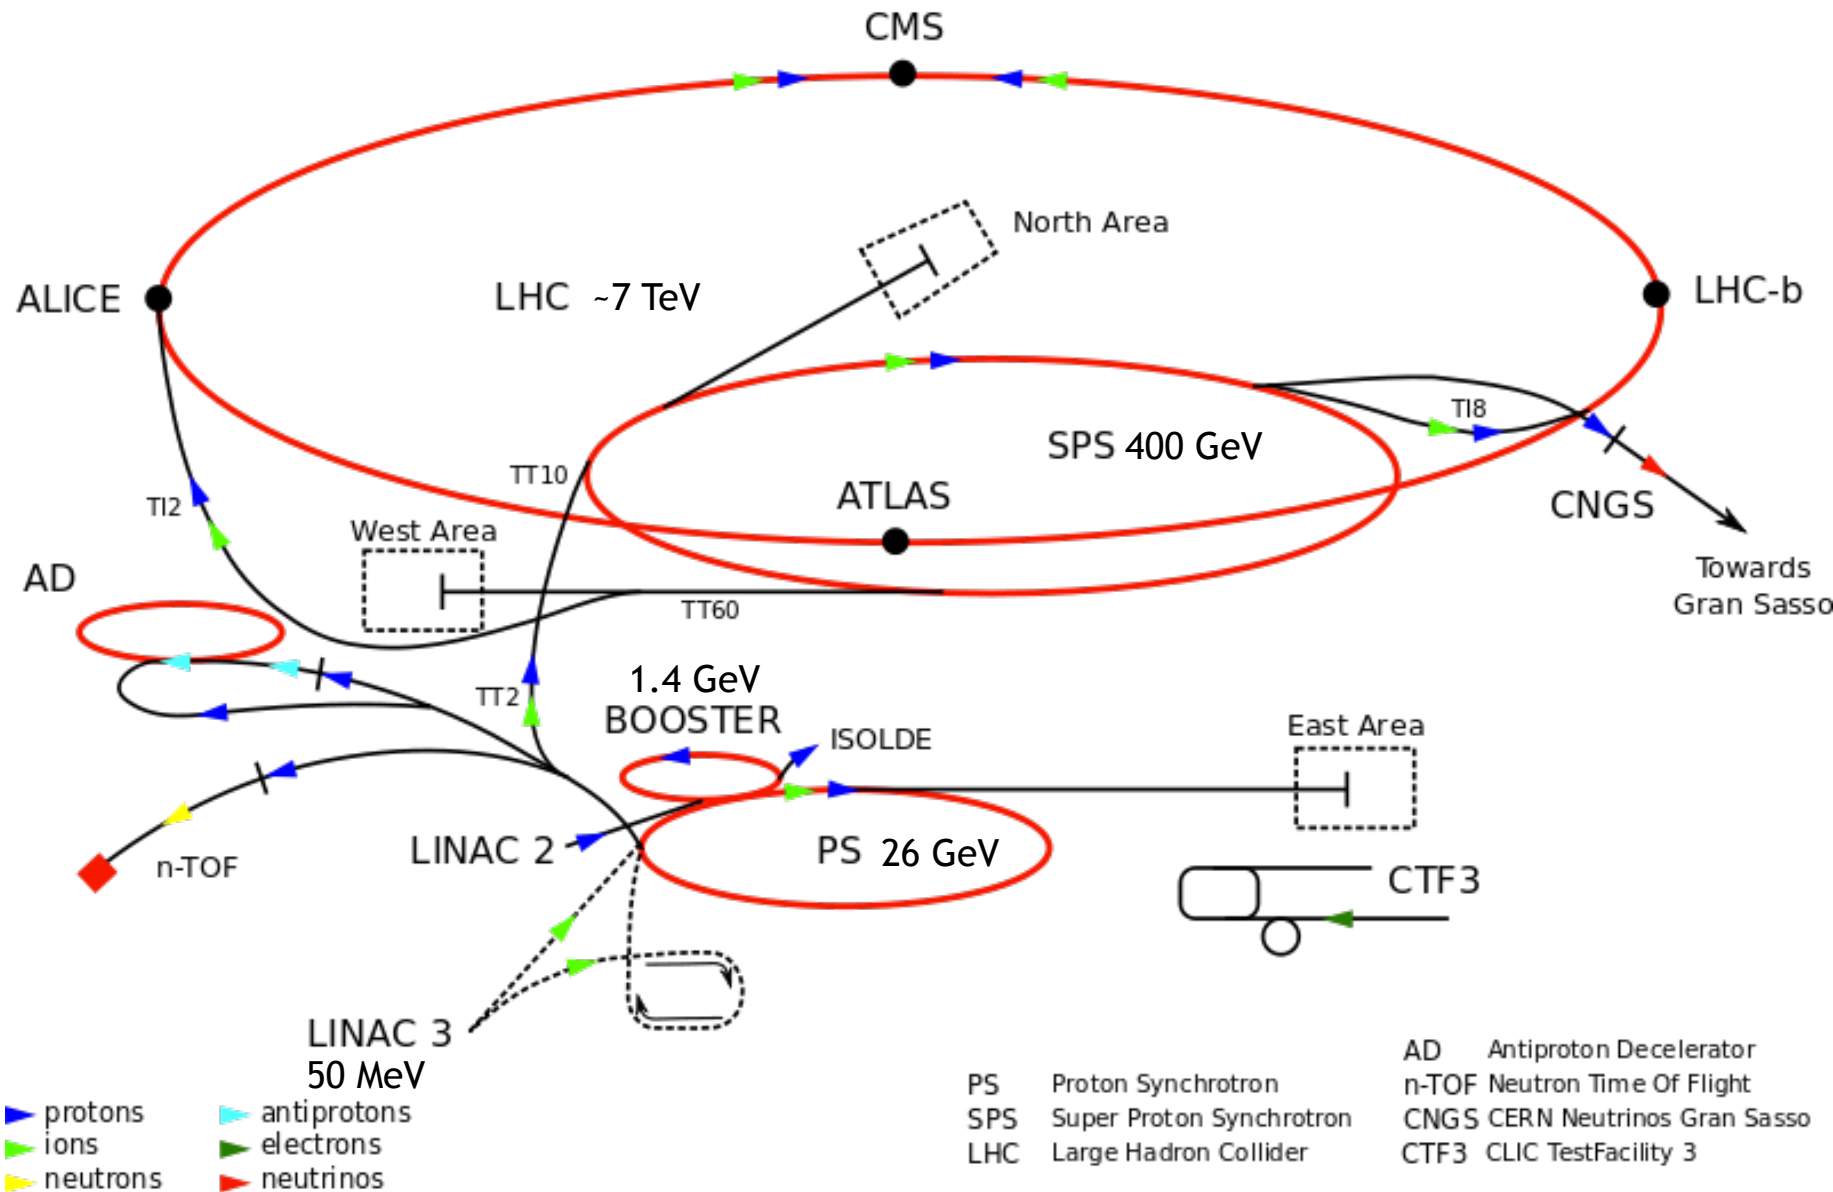 CMS
North Area
ALICE
LHC ~7 TeV
LHC-b
TI8
SPS 400 GeV
TT10
ATLAS
TI2
CNGS
West Area
AD
Towards
Gran Sasso
TT60
1.4 GeV
TT2
BOOSTER
ISOLDE
East Area
LINAC 2
PS 26 GeV
n-TOF
CTF3
LINAC 3
50 MeV
protons
ions
neutrons
antiprotons
electrons
neutrinos
PS Proton Synchrotron
SPS Super Proton Synchrotron
LHC Large Hadron Collider
AD Antiproton Decelerator
n-TOF Neutron Time Of Flight
CNGS CERN Neutrinos Gran Sasso
CTF3 CLIC TestFacility 3